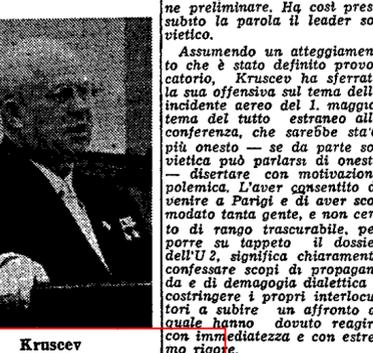 ne preliminare. Ha così pres
subito la parola il leader so
vietico.
Assumendo un atteggiamen
to che è stato definito provo
catorio, Kruscev ha sferrat
la sua offensiva sul tema dell
incidente aereo del 1. maggio
tema del tutto estraneo all
conferenza, che sarebbe sta'
più onesto — se da parte so
vietica può parlarsi di onest
— disertare con motivazion
polemica. L'aver consentito d
venire a Parigi e di aver sco
modato tanta gente, e non cer
to di rango trascurabile, pe
porre su tappeto il dossie
dell'U 2, significa chiarament
confessare scopi di propagan
da e di demagogia dialettica
costringere i propri interlocu
tori a subire un affronto a
quale hanno dovuto reagir
con immediatezza e con estre
mo rigore.
Kruscev